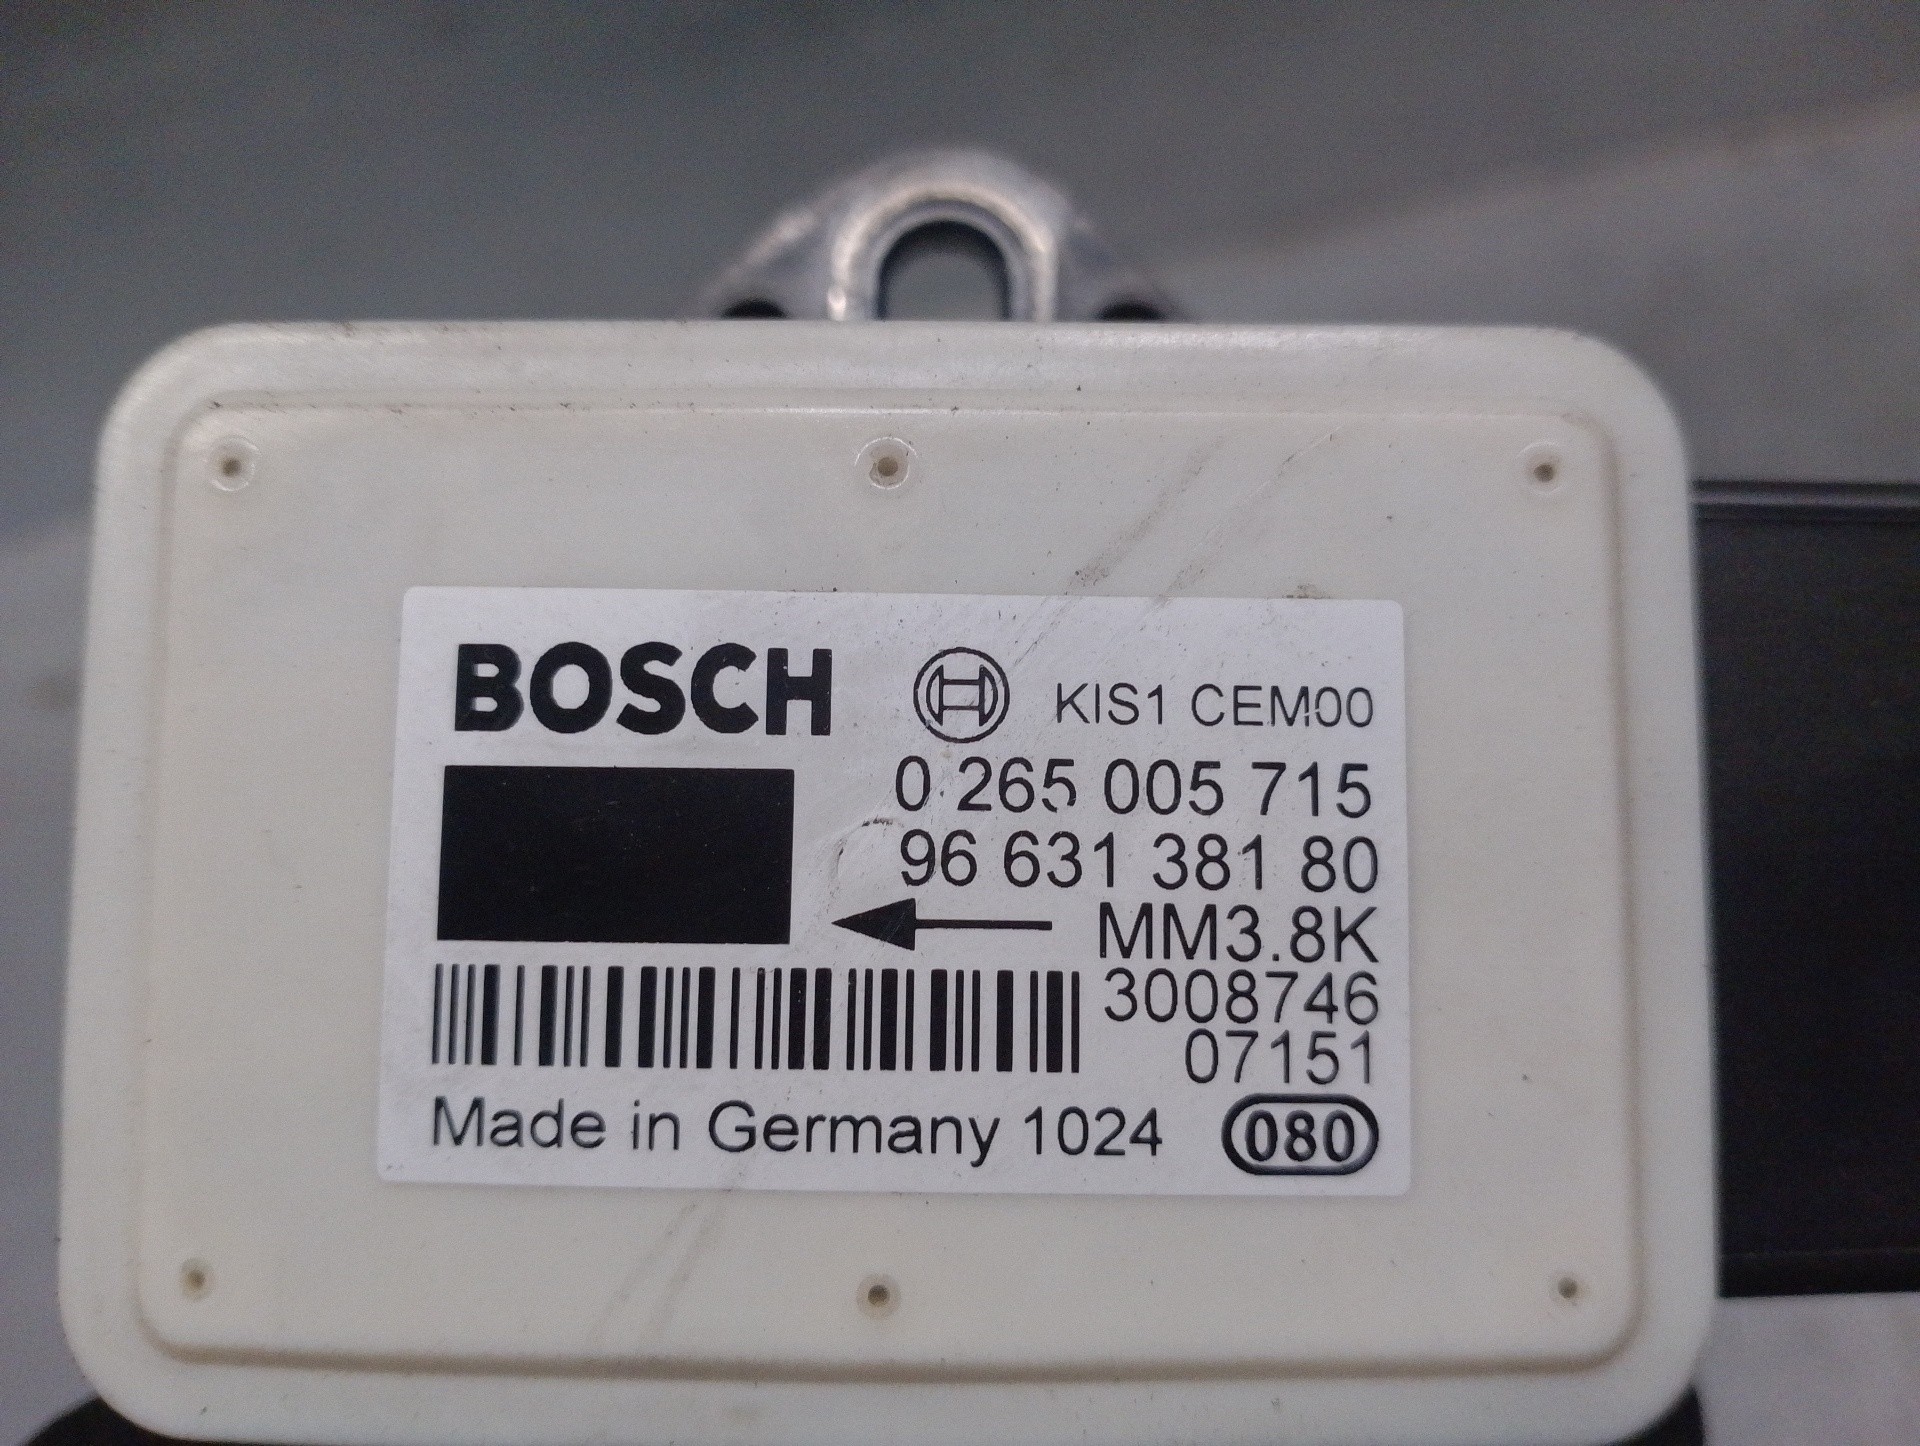 BOSCH KIS1 CEM00
0 265 005 715
96 631 381 80
MM3.8K
3008746
07151
Made in Germany 1024 080